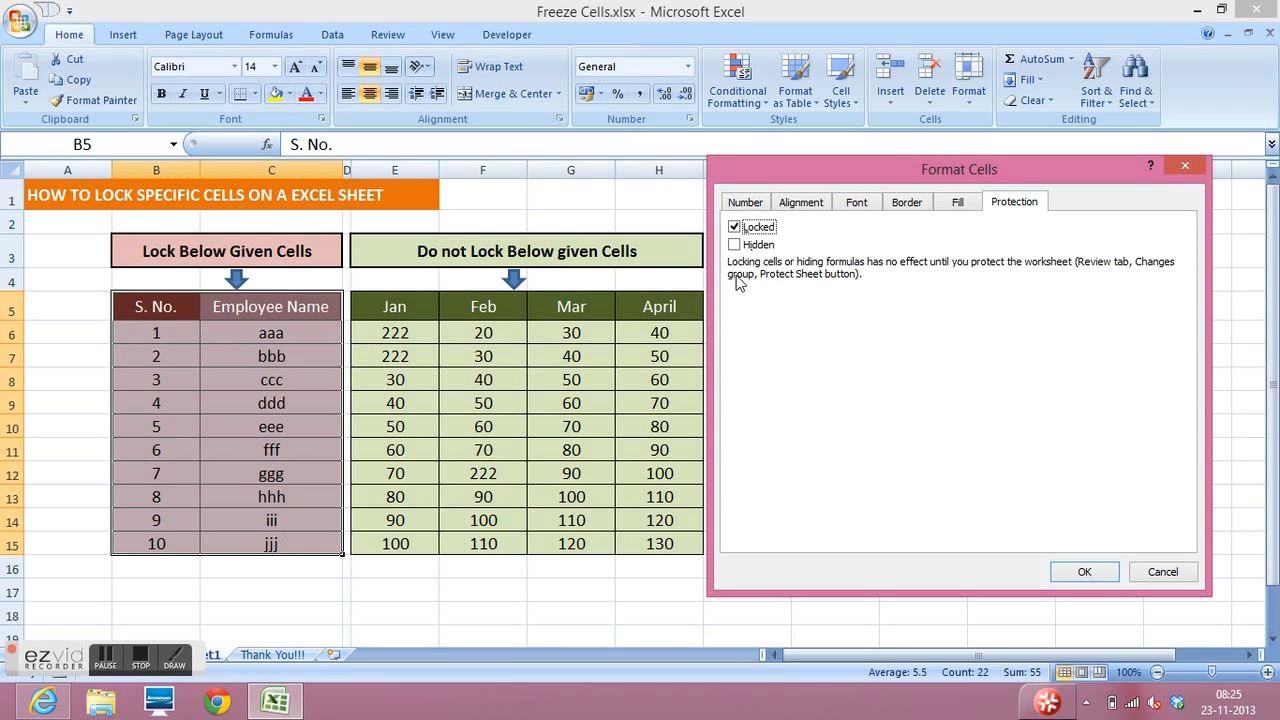 Freeze Cells.xlsx - Microsoft Excel
Home Insert Page Layout Formulas Data Review View Developer
Paste Cut Copy Format Painter
Calibri 14
B I U
Wrap Text
Merge & Center
General
% ,
Conditional Formatting Format as Table Cell Styles
Insert Delete Format
Σ AutoSum Fill Clear
Sort & Filter Find & Select
Clipboard Font Alignment Number Styles Cells Editing
B5 fx S. No.
A B C D E F G H
1 HOW TO LOCK SPECIFIC CELLS ON A EXCEL SHEET
2
3 Lock Below Given Cells Do not Lock Below given Cells
4
5 S. No. Employee Name Jan Feb Mar April
6 1 aaa 222 20 30 40
7 2 bbb 222 30 40 50
8 3 ccc 30 40 50 60
9 4 ddd 40 50 60 70
10 5 eee 50 60 70 80
11 6 fff 60 70 80 90
12 7 ggg 70 222 90 100
13 8 hhh 80 90 100 110
14 9 iii 90 100 110 120
15 10 jjj 100 110 120 130
16
17
18
19
Format Cells
Number Alignment Font Border Fill Protection
Locked
Hidden
Locking cells or hiding formulas has no effect until you protect the worksheet (Review tab, Changes
group, Protect Sheet button).
OK Cancel
ezvid
RECORDER
PAUSE STOP DRAW
et1 Thank You!!!
Average: 5.5 Count: 22 Sum: 55 100%
08:25
23-11-2013